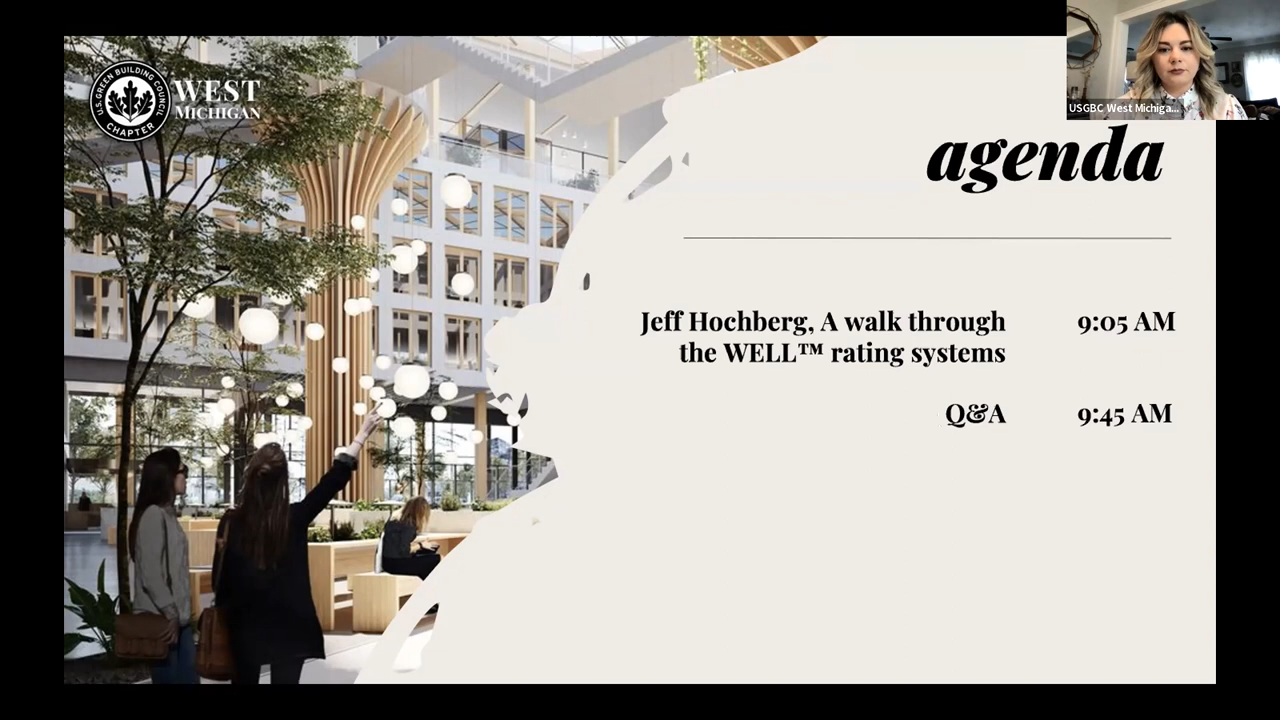 U.S. GREEN BUILDING COUNCIL
CHAPTER
WEST
MICHIGAN
USGBC West Michiga...
agenda
Jeff Hochberg, A walk through
the WELL™ rating systems
9:05 AM
Q&A
9:45 AM